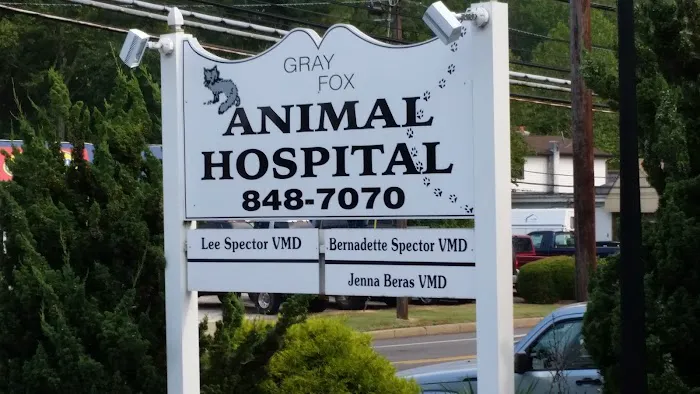 GRAY
FOX
ANIMAL
HOSPITAL
848-7070
Lee Spector VMD
Bernadette Spector VMD
Jenna Beras VMD